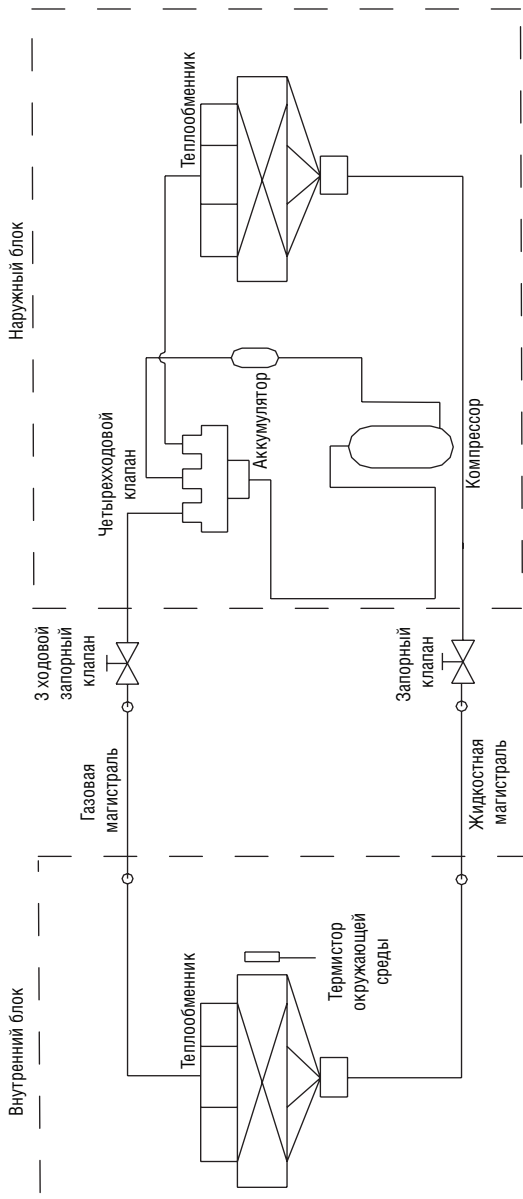 Внутренний блок
Теплообменник
Термистор
окружающей
среды
Газовая
магистраль
Жидкостная
магистраль
3 ходовой
запорный
клапан
Запорный
клапан
Наружный блок
Четырехходовой
клапан
Аккумулятор
Компрессор
Теплообменник